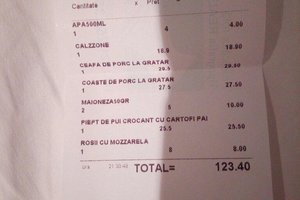 Cantitate x Pret
APA500ML
1 4 4.00
CALZZONE
1 18.9 18.90
CEAFA DE PORC LA GRATAR
1 29.5 29.50
COASTE DE PORC LA GRATAR
1 27.5 27.50
MAIONEZA50GR
2 5 10.00
PIEPT DE PUI CROCANT CU CARTOFI PAI
1 25.5 25.50
ROSII CU MOZZARELA
1 8 8.00
TOTAL= 123.40